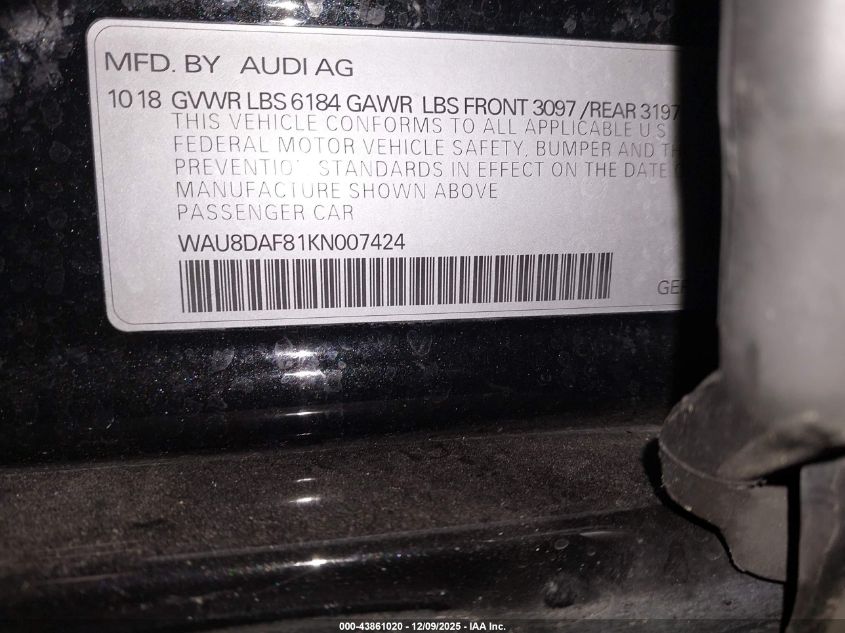 MFD. BY AUDI AG
10 18 GVWR LBS 6184 GAWR LBS FRONT 3097 /REAR 3197
THIS VEHICLE CONFORMS TO ALL APPLICABLE U S
FEDERAL MOTOR VEHICLE SAFETY, BUMPER AND
STANDARDS IN EFFECT ON THE DATE
MANUFACTURE SHOWN ABOVE
PASSENGER CAR
WAU8DAF81KN007424
000-43861020 - 12/09/2025 - IAA Inc.